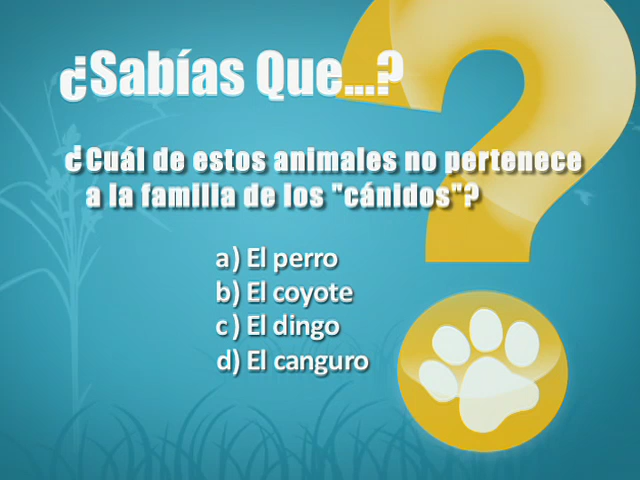 ¿Sabías Que...?
¿Cuál de estos animales no pertenece
a la familia de los "cánidos"?
a) El perro
b) El coyote
c) El dingo
d) El canguro